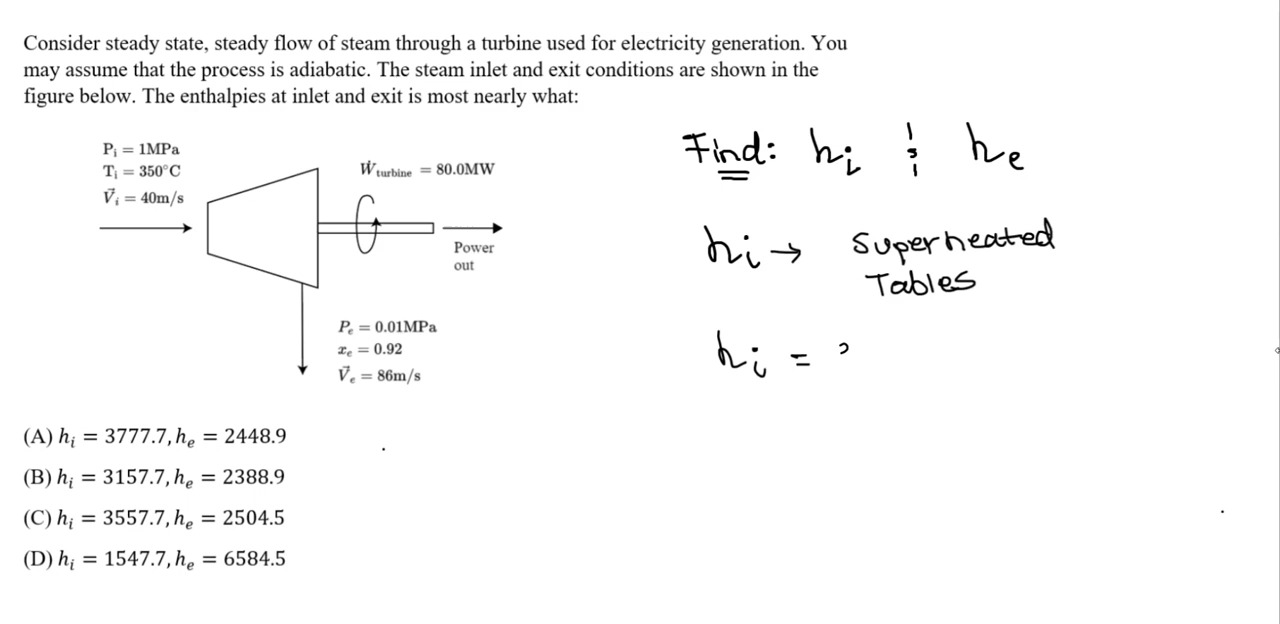 Consider steady state, steady flow of steam through a turbine used for electricity generation. You
may assume that the process is adiabatic. The steam inlet and exit conditions are shown in the
figure below. The enthalpies at inlet and exit is most nearly what:
Pᵢ = 1MPa
Tᵢ = 350°C
V⃗ᵢ = 40m/s
Ẇturbine = 80.0MW
Power
out
Pₑ = 0.01MPa
xₑ = 0.92
V⃗ₑ = 86m/s
(A) hᵢ = 3777.7, hₑ = 2448.9
(B) hᵢ = 3157.7, hₑ = 2388.9
(C) hᵢ = 3557.7, hₑ = 2504.5
(D) hᵢ = 1547.7, hₑ = 6584.5
Find: hᵢ & hₑ
hᵢ → Superheated
Tables
hᵢ =